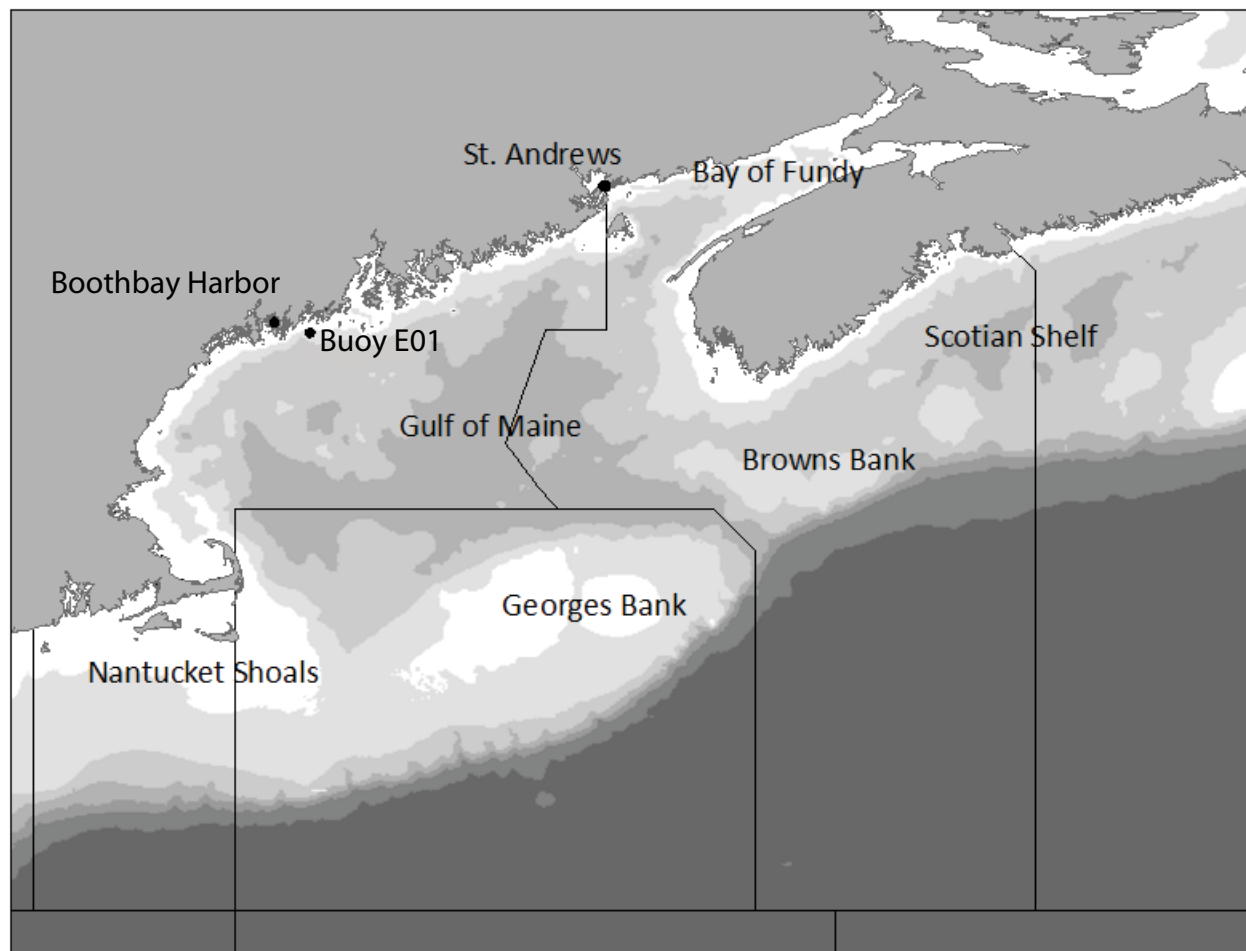 St. Andrews
Bay of Fundy
Boothbay Harbor
Buoy E01
Scotian Shelf
Gulf of Maine
Browns Bank
Georges Bank
Nantucket Shoals